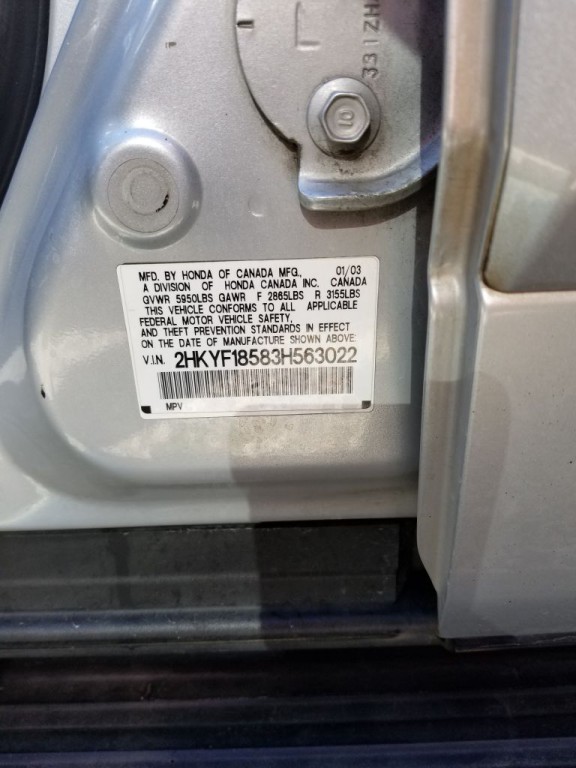 L
331ZH
10
MFD. BY HONDA OF CANADA MFG., 01/03
A DIVISION OF HONDA CANADA INC. CANADA
GVWR 5950LBS GAWR F 2865LBS R 3155LBS
THIS VEHICLE CONFORMS TO ALL APPLICABLE
FEDERAL MOTOR VEHICLE SAFETY,
AND THEFT PREVENTION STANDARDS IN EFFECT
ON THE DATE OF MANUFACTURE SHOWN ABOVE.
V.I.N. 2HKYF18583H563022
MPV